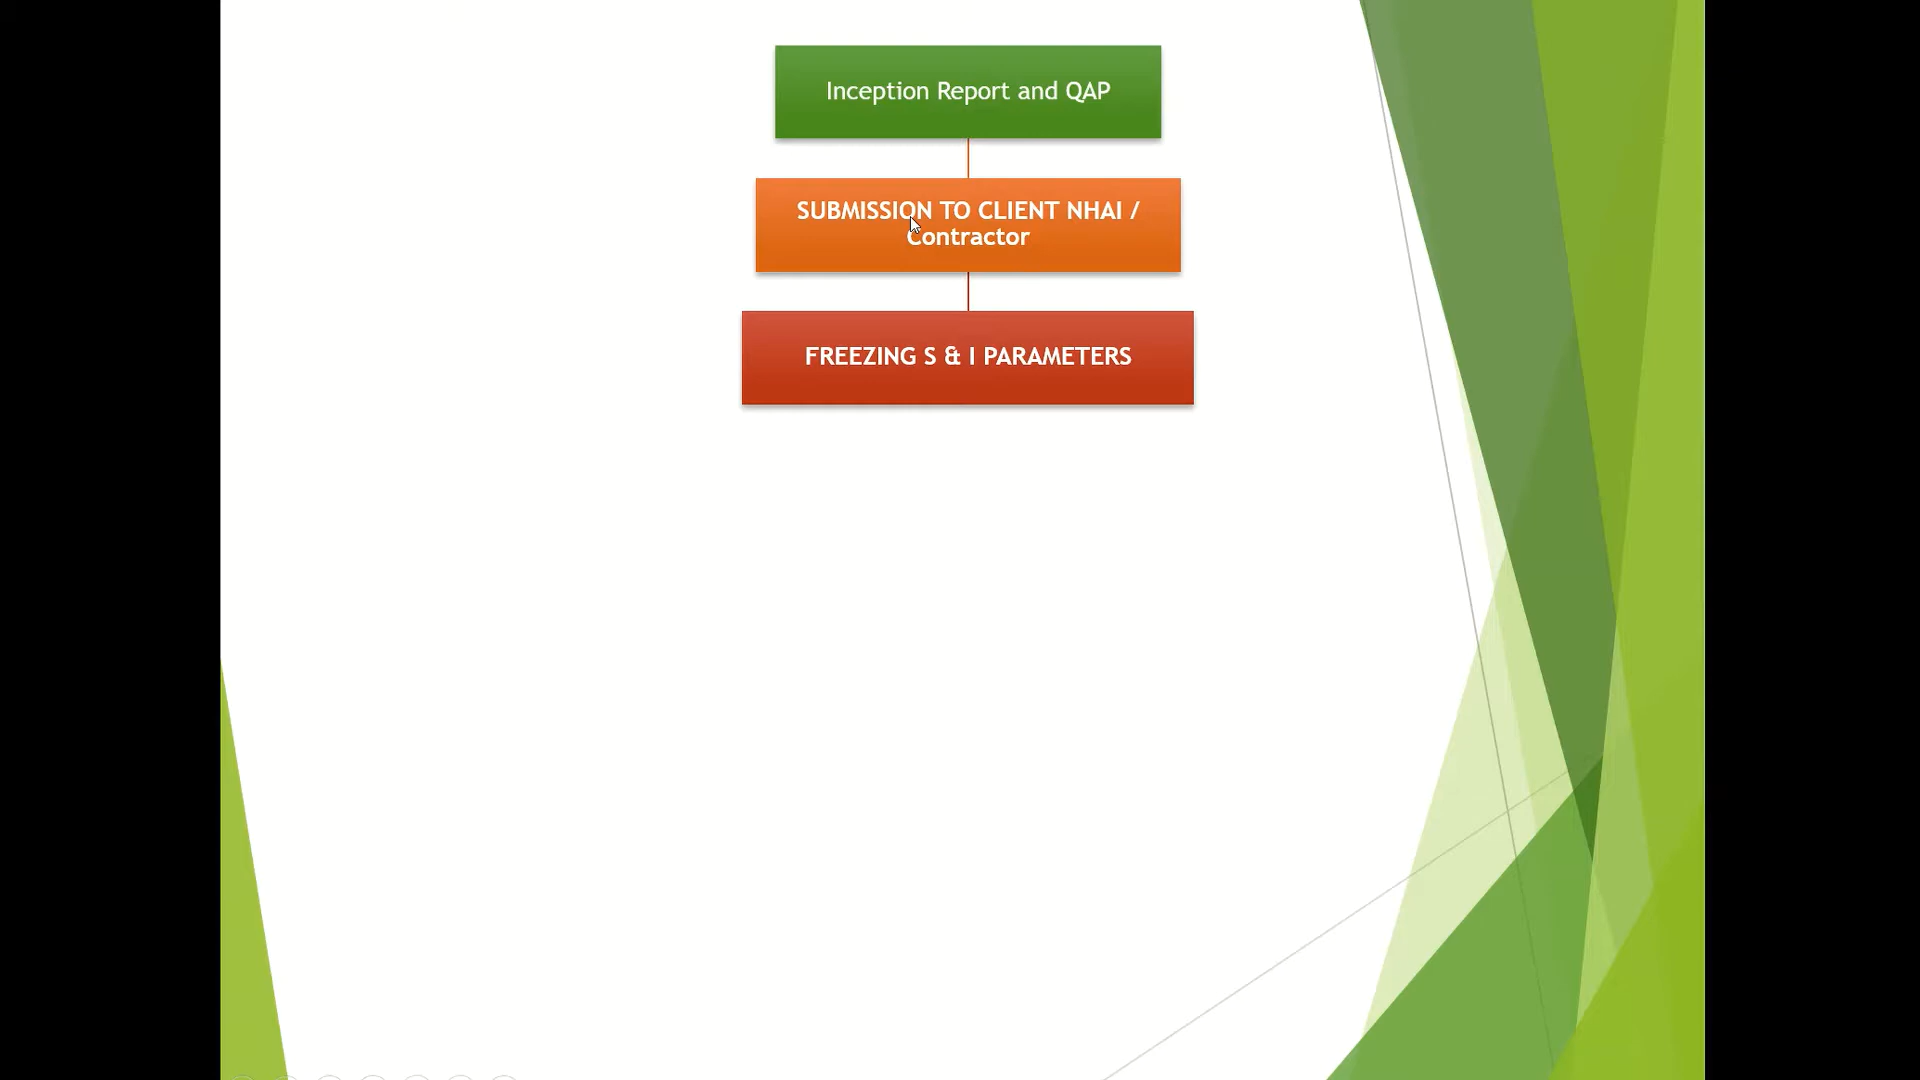 Inception Report and QAP
SUBMISSION TO CLIENT NHAI /
Contractor
FREEZING S & I PARAMETERS